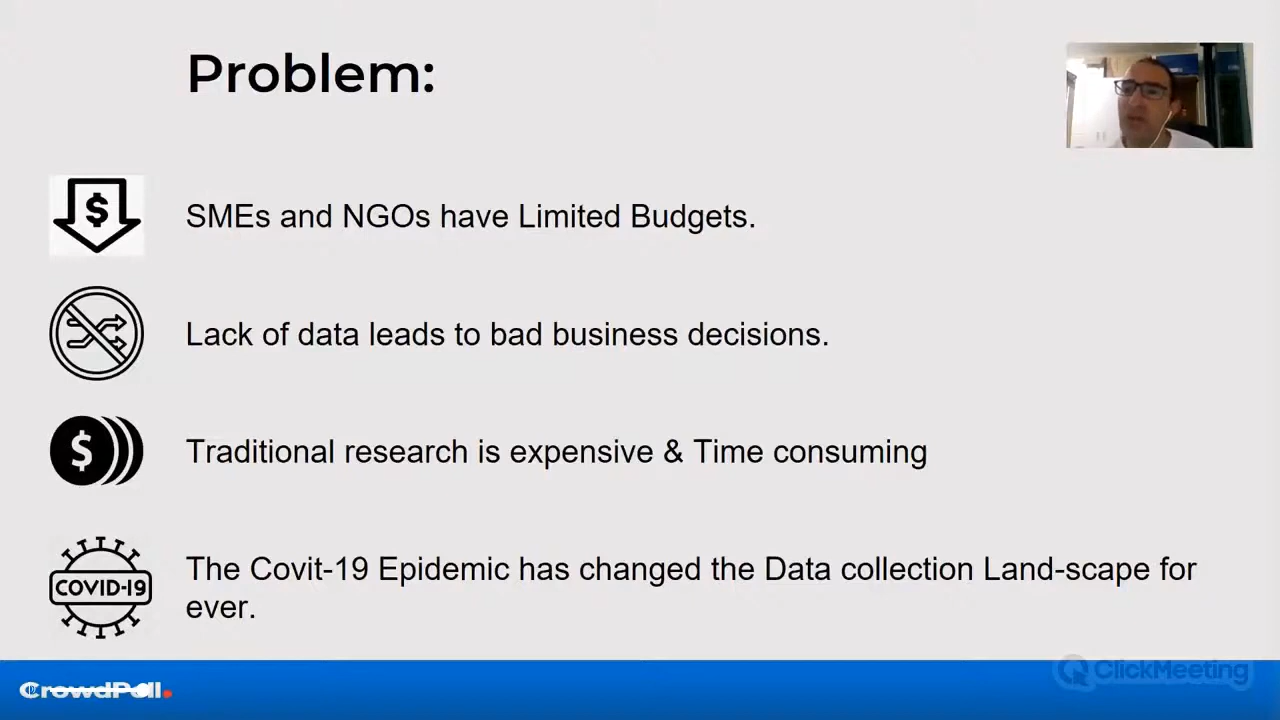 Problem:
$
SMEs and NGOs have Limited Budgets.
Lack of data leads to bad business decisions.
$
Traditional research is expensive & Time consuming
COVID-19
The Covit-19 Epidemic has changed the Data collection Land-scape for
ever.
CrowdPoll.
ClickMeeting